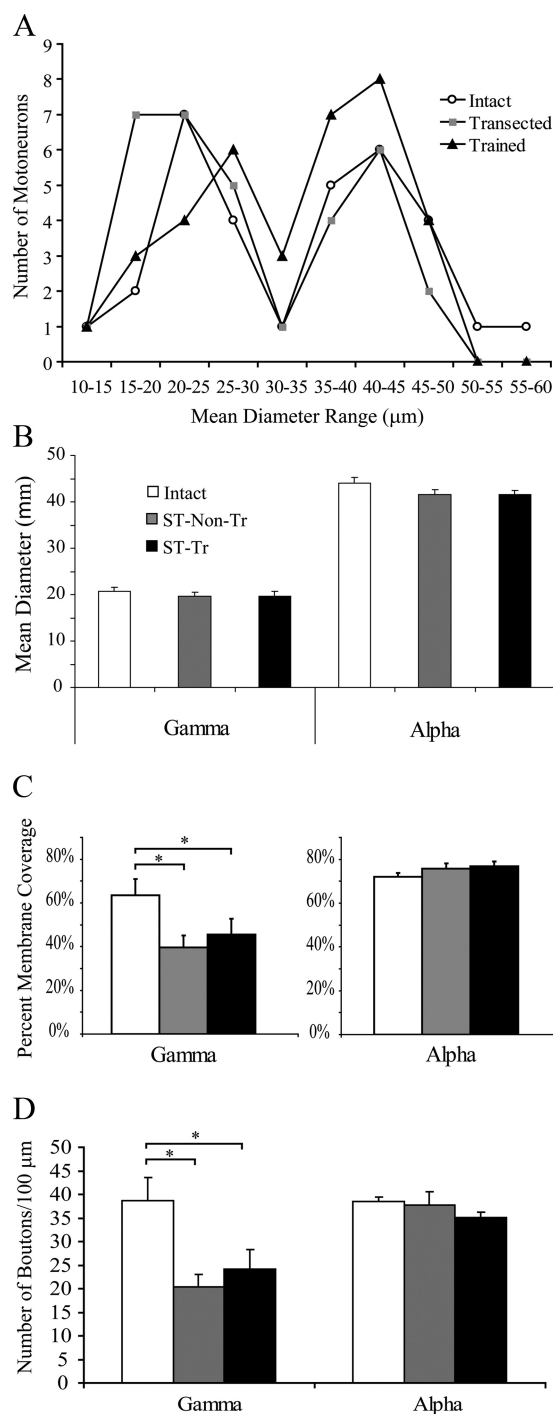 A
Number of Motoneurons
9
8
7
6
5
4
3
2
1
0
Intact
Transected
Trained
10-15 15-20 20-25 25-30 30-35 35-40 40-45 45-50 50-55 55-60
Mean Diameter Range (μm)
B
Mean Diameter (mm)
50
40
30
20
10
0
Intact
ST-Non-Tr
ST-Tr
Gamma Alpha
C
Percent Membrane Coverage
80%
60%
40%
20%
0%
*
*
Gamma
80%
60%
40%
20%
0%
Alpha
D
Number of Boutons/100 μm
50
45
40
35
30
25
20
15
10
5
0
*
*
Gamma Alpha